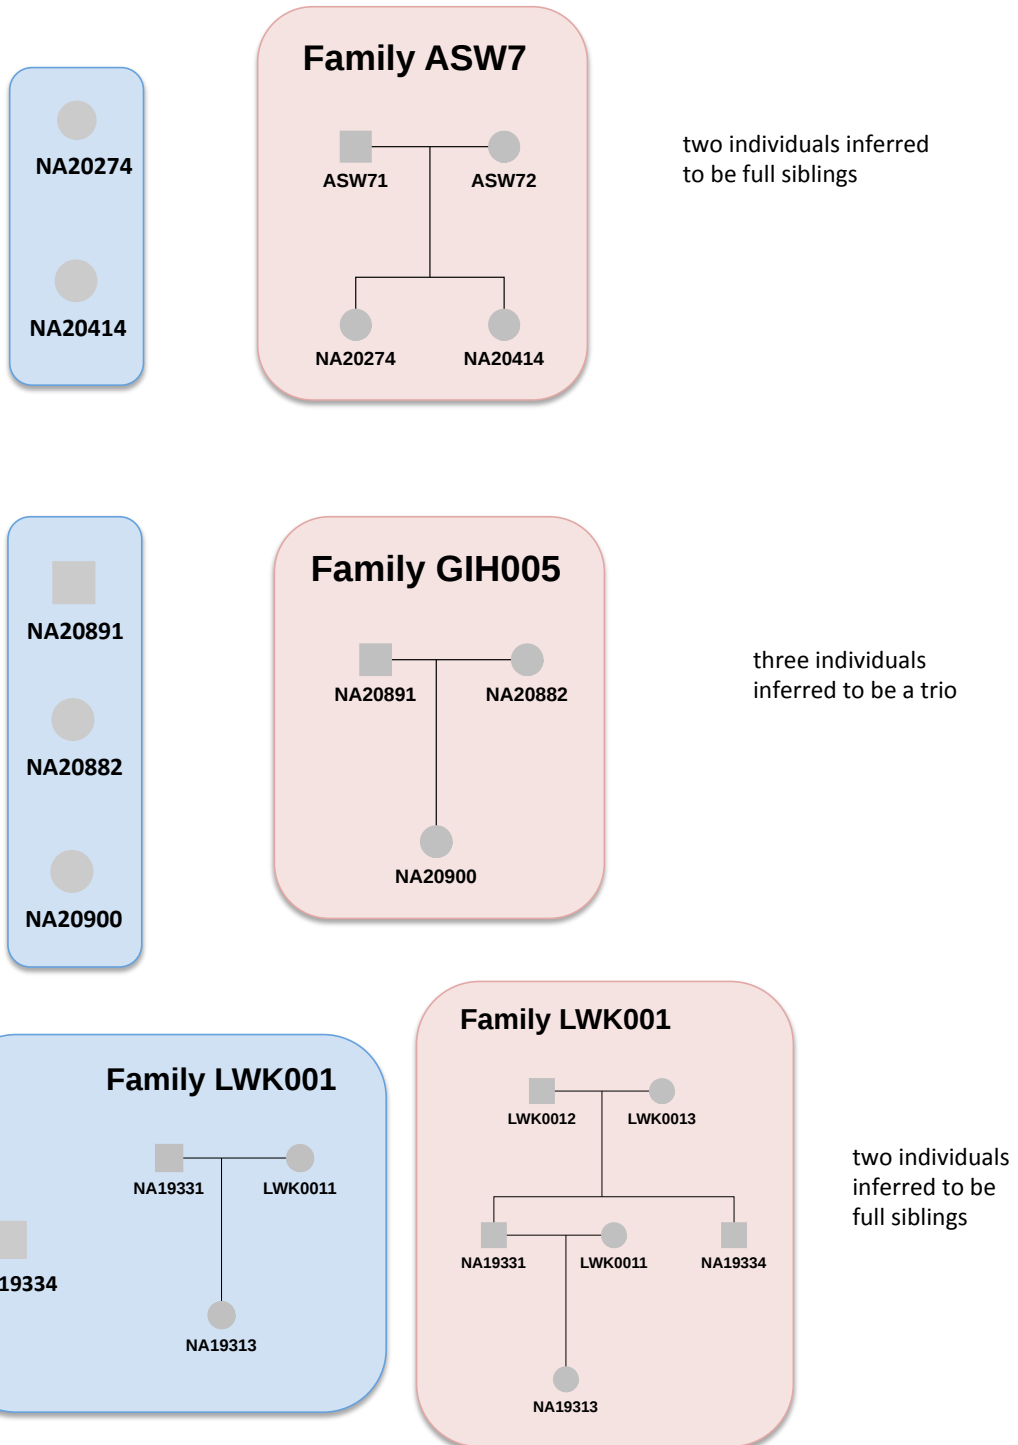 NA20274
NA20414
Family ASW7
ASW71 ASW72
NA20274 NA20414
two individuals inferred
to be full siblings
NA20891
NA20882
NA20900
Family GIH005
NA20891 NA20882
NA20900
three individuals
inferred to be a trio
Family LWK001
NA19331 LWK0011
19334
NA19313
Family LWK001
LWK0012 LWK0013
NA19331 LWK0011 NA19334
NA19313
two individuals
inferred to be
full siblings